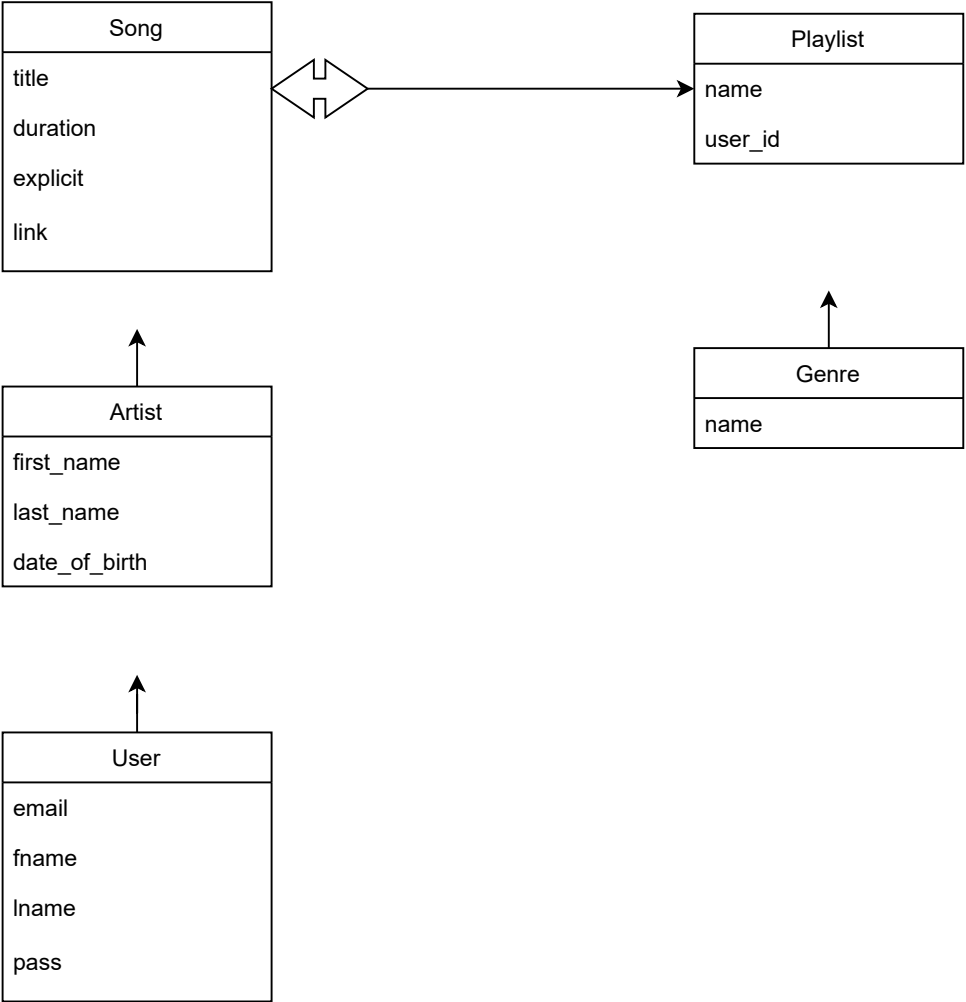 Song
title
duration
explicit
link
Playlist
name
user_id
Artist
first_name
last_name
date_of_birth
Genre
name
User
email
fname
lname
pass